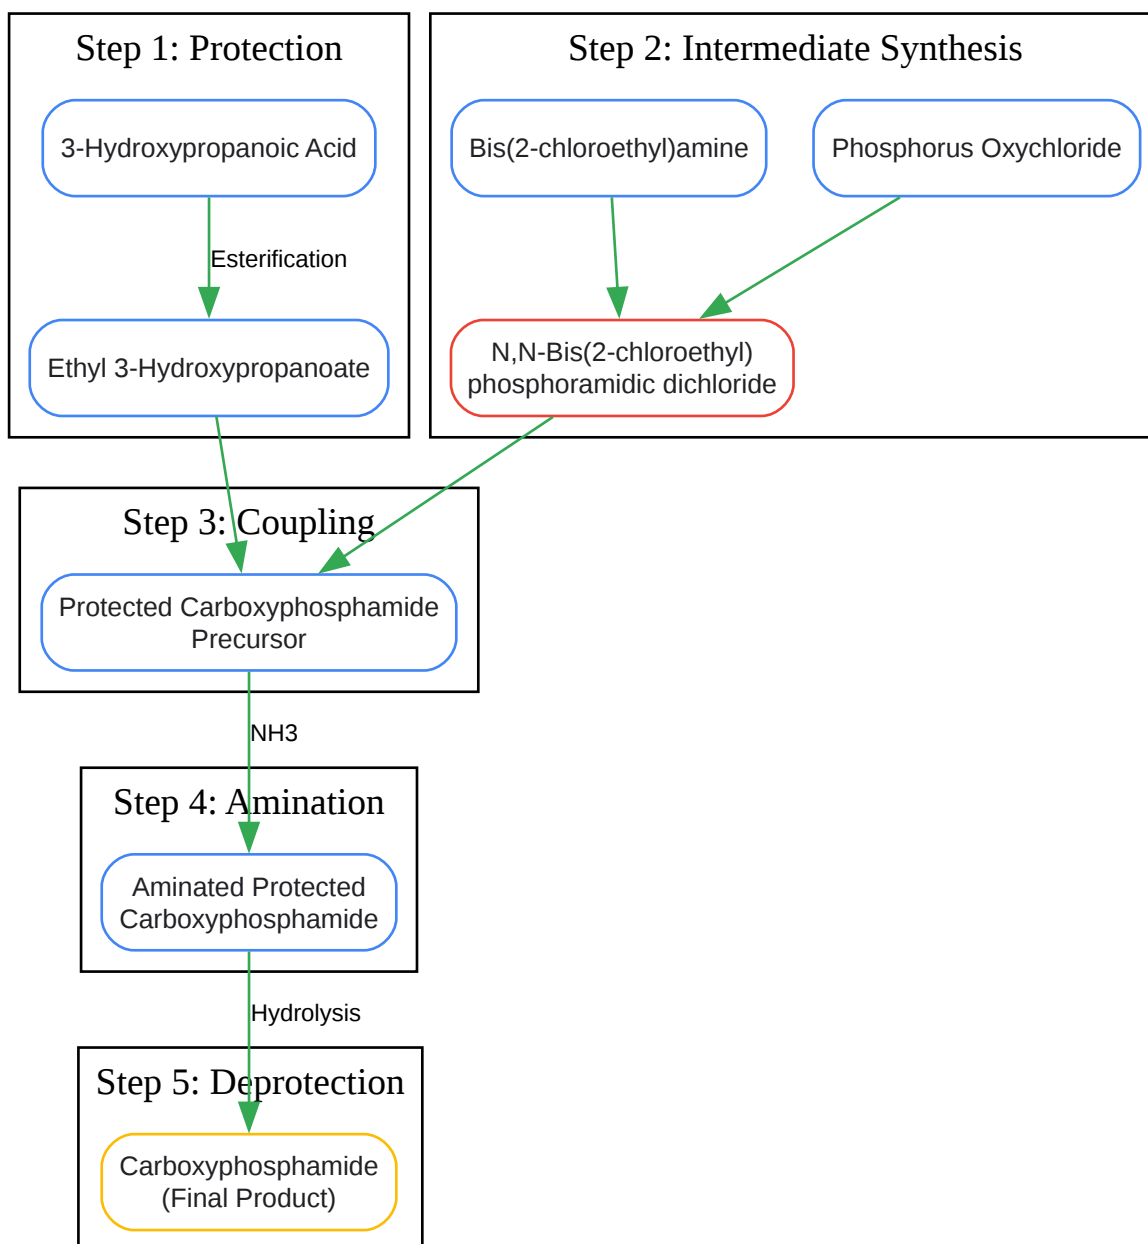 Step 1: Protection
3-Hydroxypropanoic Acid
Esterification
Ethyl 3-Hydroxypropanoate
Step 2: Intermediate Synthesis
Bis(2-chloroethyl)amine
Phosphorus Oxychloride
N,N-Bis(2-chloroethyl)
phosphoramidic dichloride
Step 3: Coupling
Protected Carboxyphosphamide
Precursor
NH3
Step 4: Amination
Aminated Protected
Carboxyphosphamide
Hydrolysis
Step 5: Deprotection
Carboxyphosphamide
(Final Product)